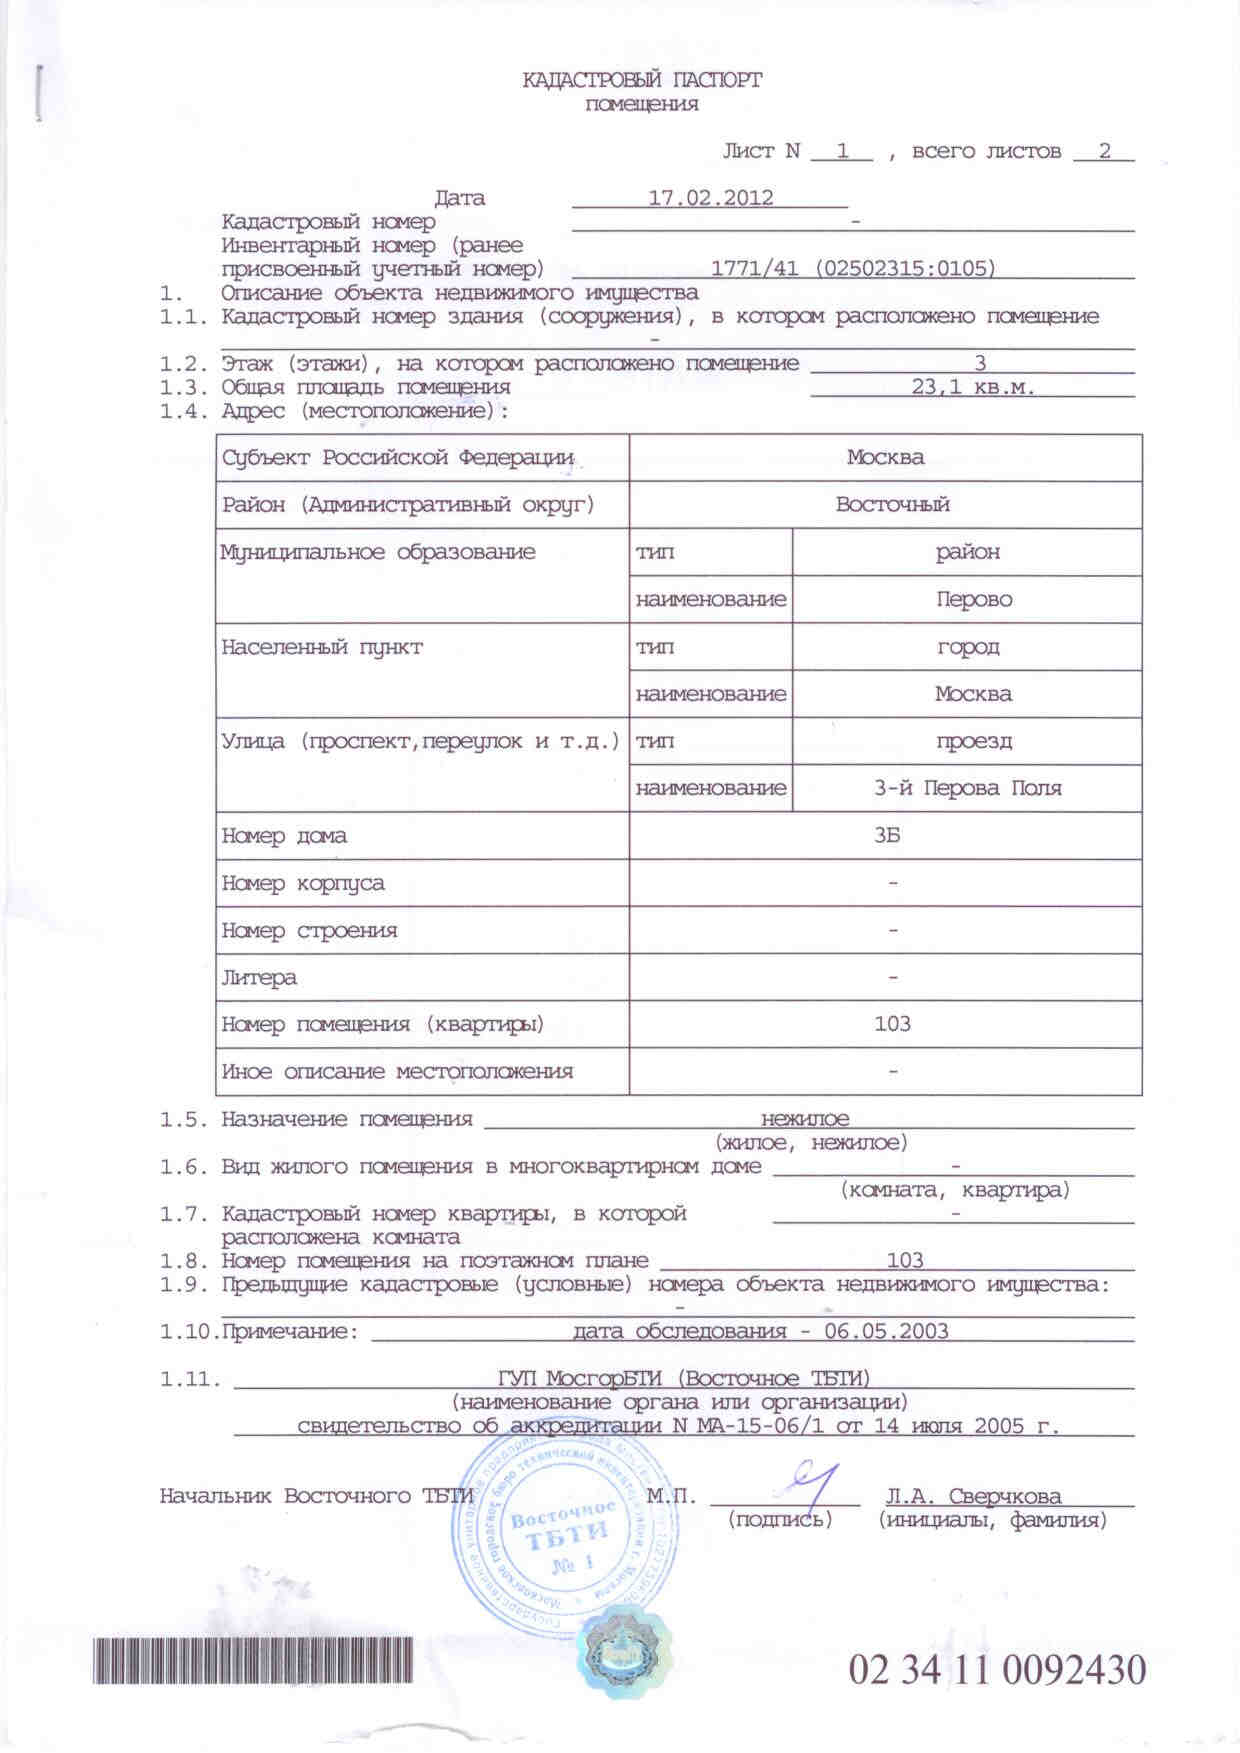 КАДАСТРОВЫЙ ПАСПОРТ
помещения
Лист N 1 , всего листов 2
Дата 17.02.2012
Кадастровый номер -
Инвентарный номер (ранее
присвоенный учетный номер) 1771/41 (02502315:0105)
1. Описание объекта недвижимого имущества
1.1. Кадастровый номер здания (сооружения), в котором расположено помещение
-
1.2. Этаж (этажи), на котором расположено помещение 3
1.3. Общая площадь помещения 23,1 кв.м.
1.4. Адрес (местоположение):
Субъект Российской Федерации Москва
Район (Административный округ) Восточный
Муниципальное образование тип район
наименование Перово
Населенный пункт тип город
наименование Москва
Улица (проспект,переулок и т.д.) тип проезд
наименование 3-й Перова Поля
Номер дома 3Б
Номер корпуса -
Номер строения -
Литера -
Номер помещения (квартиры) 103
Иное описание местоположения -
1.5. Назначение помещения нежилое
(жилое, нежилое)
1.6. Вид жилого помещения в многоквартирном доме -
(комната, квартира)
1.7. Кадастровый номер квартиры, в которой -
расположена комната
1.8. Номер помещения на поэтажном плане 103
1.9. Предыдущие кадастровые (условные) номера объекта недвижимого имущества:
-
1.10.Примечание: дата обследования - 06.05.2003
1.11. ГУП МосгорБТИ (Восточное ТБТИ)
(наименование органа или организации)
свидетельство об аккредитации N МА-15-06/1 от 14 июля 2005 г.
Начальник Восточного ТБТИ М.П. Л.А. Сверчкова
(подпись) (инициалы, фамилия)
Восточное
ТБТИ
№ 1
02 34 11 0092430